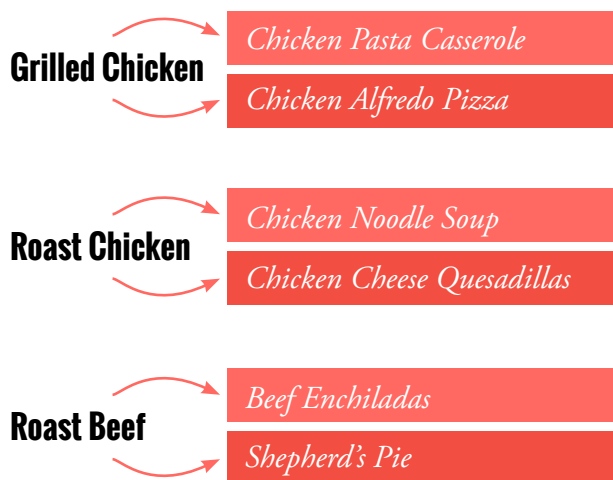 Grilled Chicken
Chicken Pasta Casserole
Chicken Alfredo Pizza
Roast Chicken
Chicken Noodle Soup
Chicken Cheese Quesadillas
Roast Beef
Beef Enchiladas
Shepherd's Pie